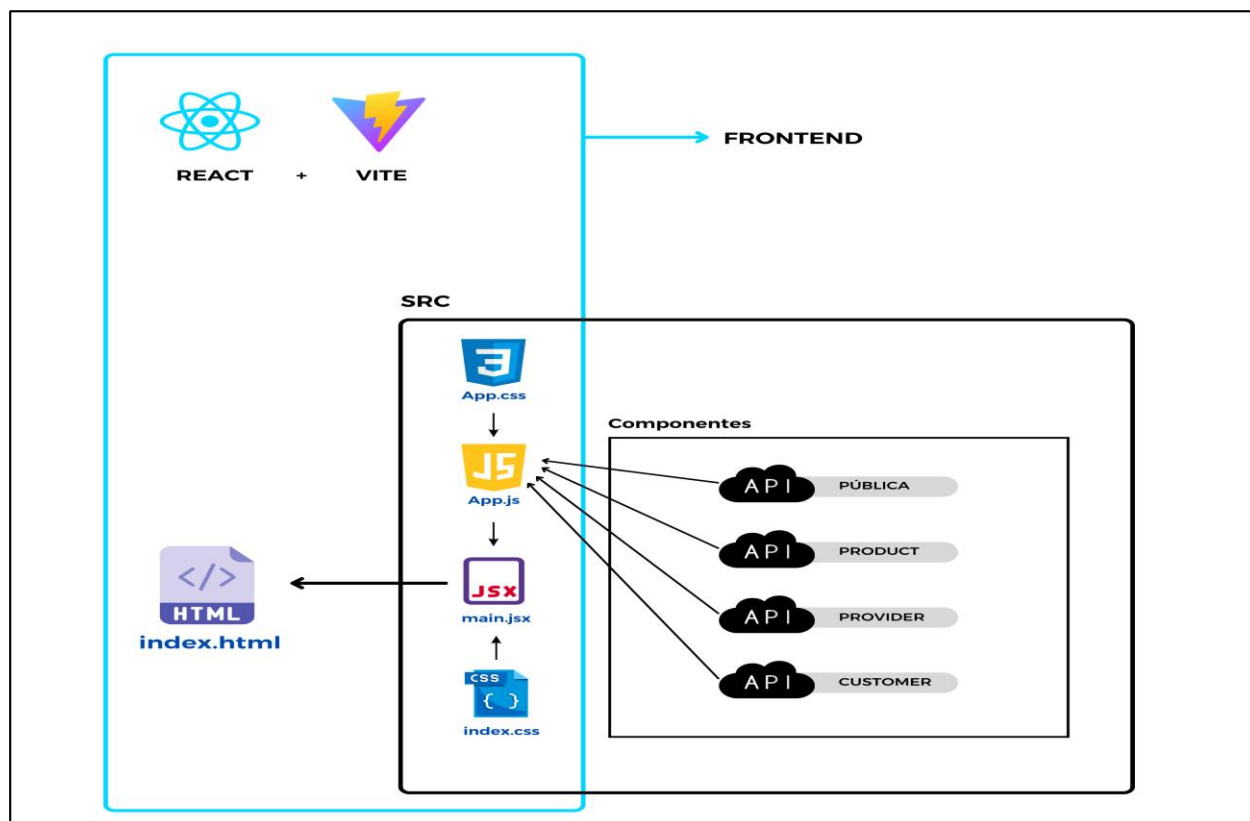 REACT + VITE
FRONTEND
SRC
3
App.css
JS
App.js
Componentes
API PÚBLICA
API PRODUCT
API PROVIDER
API CUSTOMER
</>
HTML
index.html
JSX
main.jsx
CSS
{ }
index.css